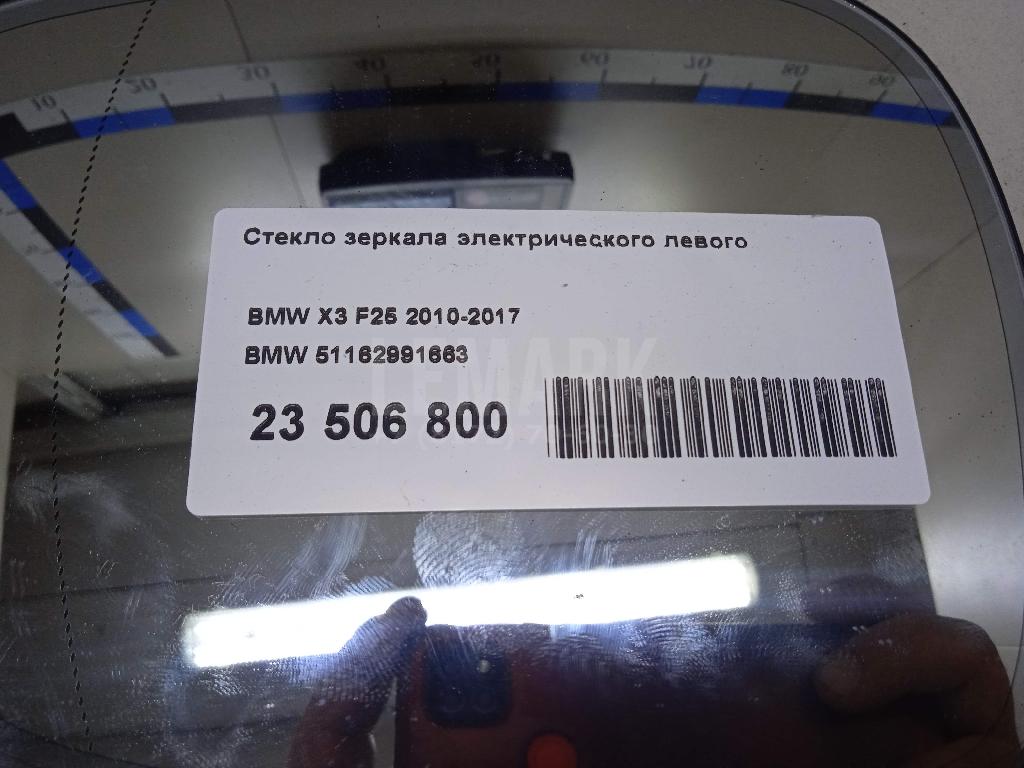 10 20 30 40 50 60 70 80 90
Стекло зеркала электрического левого
BMW X3 F25 2010-2017
BMW 51162991663
LEMARK
23 506 800